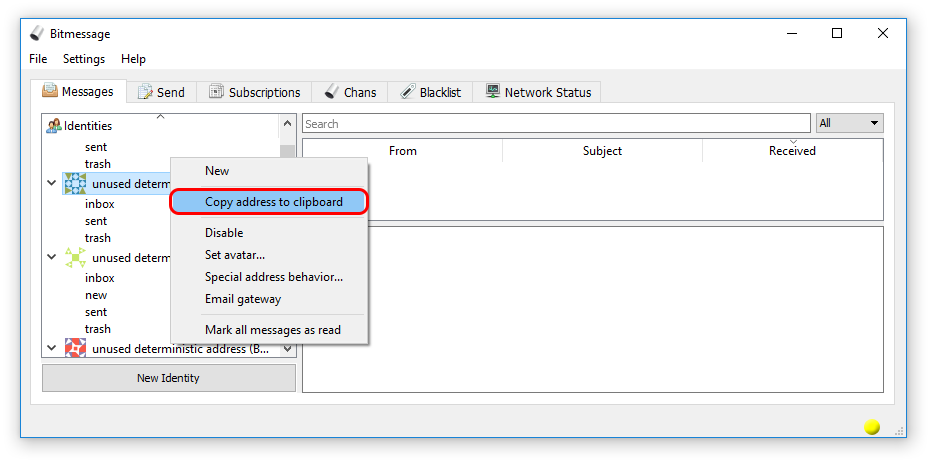 Bitmessage
File Settings Help
Messages Send Subscriptions Chans Blacklist Network Status
Identities
sent
trash
unused determ
inbox
sent
trash
unused determ
inbox
new
sent
trash
unused deterministic address (B...
New Identity
New
Copy address to clipboard
Disable
Set avatar...
Special address behavior...
Email gateway
Mark all messages as read
Search All
From Subject Received